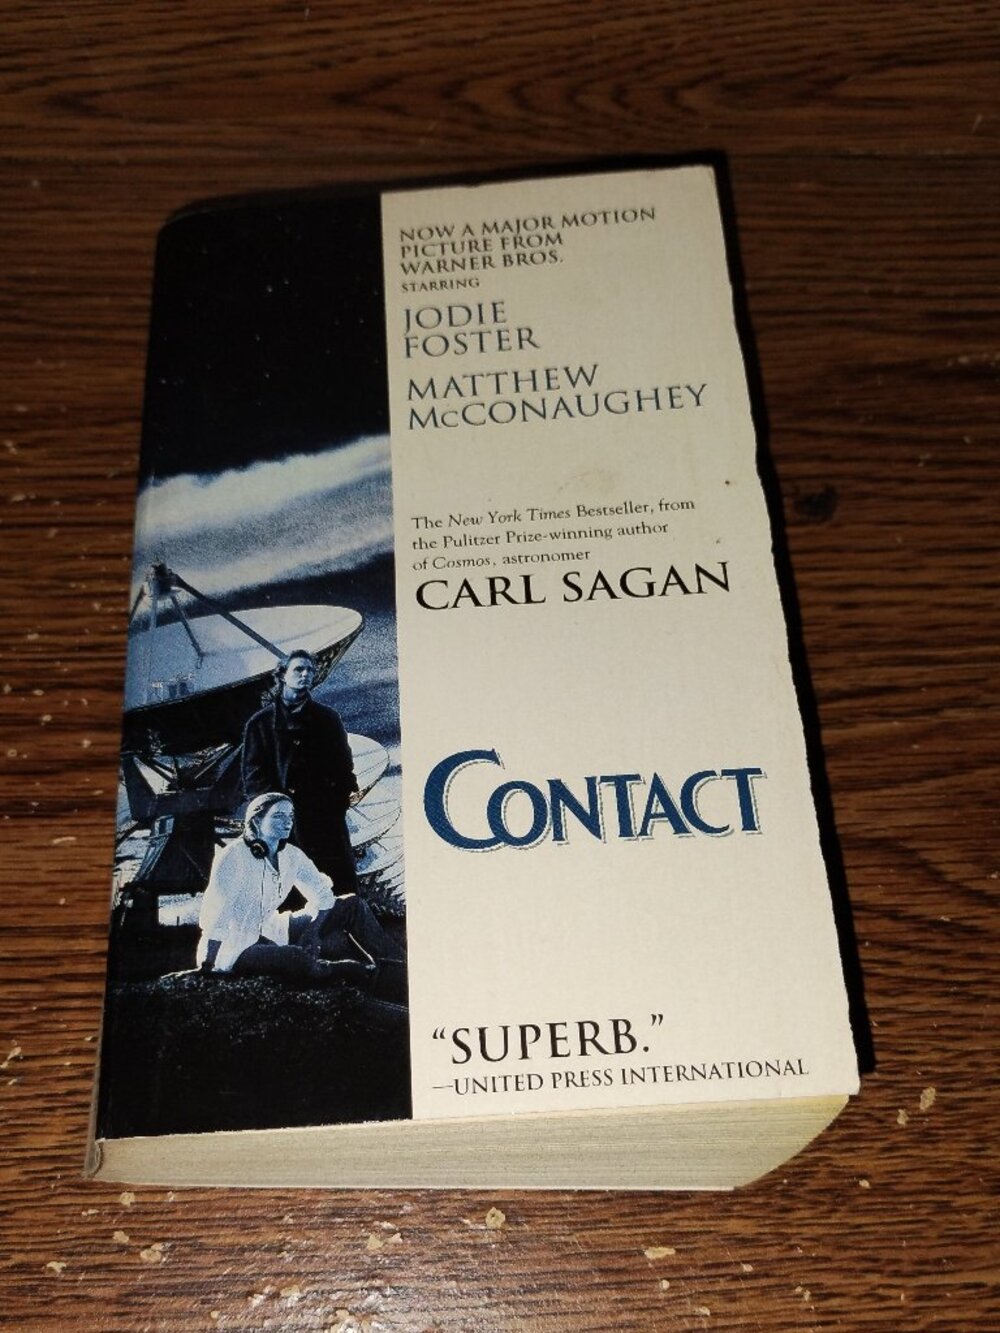 NOW A MAJOR MOTION
PICTURE FROM
WARNER BROS.
STARRING
JODIE
FOSTER
MATTHEW
McCONAUGHEY
The New York Times Bestseller, from
the Pulitzer Prize-winning author
of Cosmos, astronomer
CARL SAGAN
CONTACT
“SUPERB.”
—UNITED PRESS INTERNATIONAL